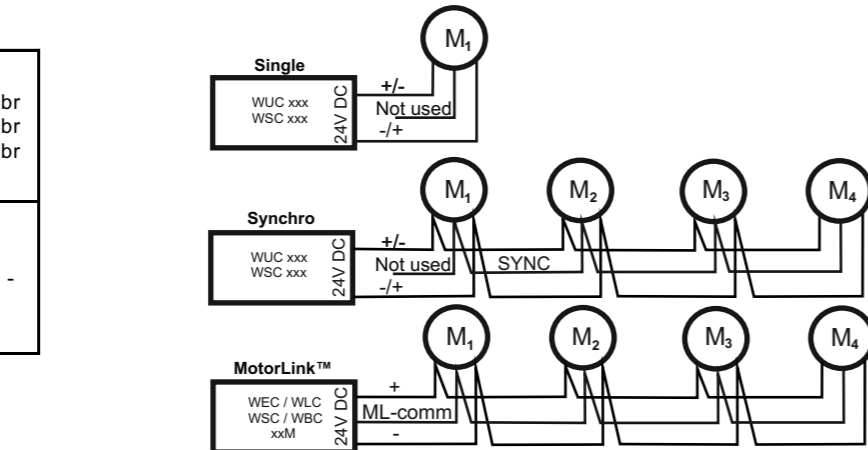 br
br
br
-
Single
WUC xxx
WSC xxx
24V DC
+/-
Not used
-/+
M1
Synchro
WUC xxx
WSC xxx
24V DC
+/-
Not used
-/+
SYNC
M1
M2
M3
M4
MotorLink™
WEC / WLC
WSC / WBC
xxM
24V DC
+
ML-comm
-
M1
M2
M3
M4